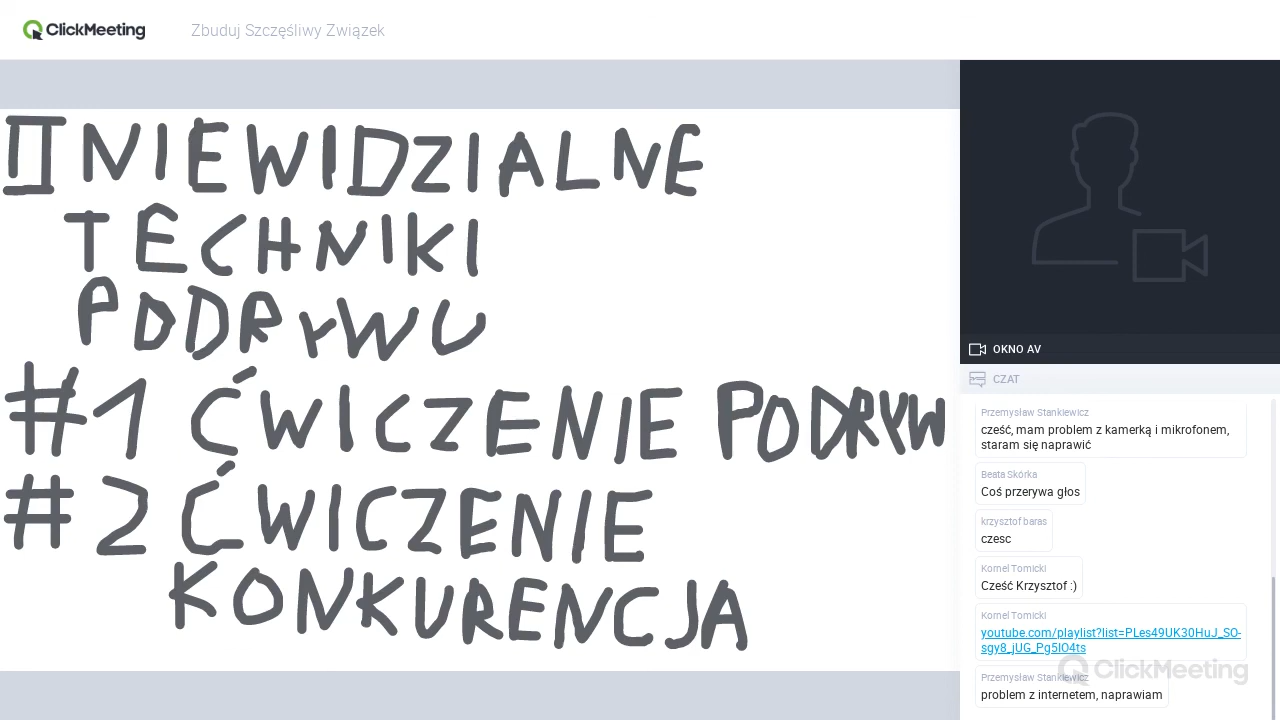 ClickMeeting
Zbuduj Szczęśliwy Związek
II NIEWIDZIALNE
TECHNIKI
PODRYWU
#1 ĆWICZENIE PODRYW
#2 ĆWICZENIE
KONKURENCJA
OKNO AV
CZAT
Przemysław Stankiewicz
cześć, mam problem z kamerką i mikrofonem,
staram się naprawić
Beata Skórka
Coś przerywa głos
krzysztof baras
czesc
Kornel Tomicki
Cześć Krzysztof :)
Kornel Tomicki
youtube.com/playlist?list=PLes49UK30HuJ_SO-
sgy8_jUG_Pg5IO4ts
Przemysław Stankiewicz
problem z internetem, naprawiam
ClickMeeting